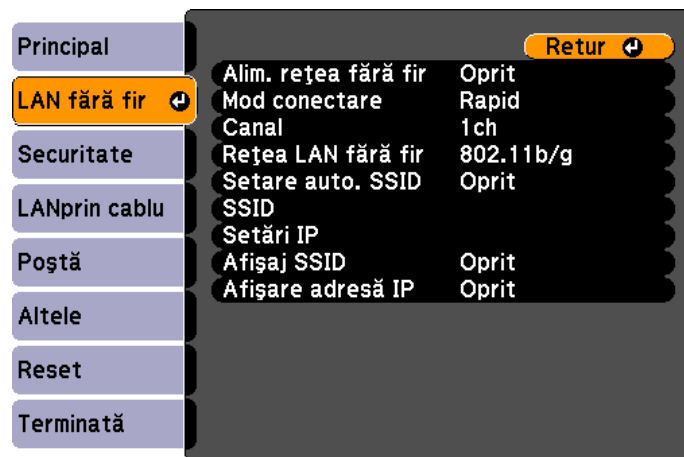 Principal
LAN fără fir
Securitate
LANprin cablu
Poştă
Altele
Reset
Terminată
Retur
Alim. reţea fără fir Oprit
Mod conectare Rapid
Canal 1ch
Reţea LAN fără fir 802.11b/g
Setare auto. SSID Oprit
SSID
Setări IP
Afişaj SSID Oprit
Afişare adresă IP Oprit